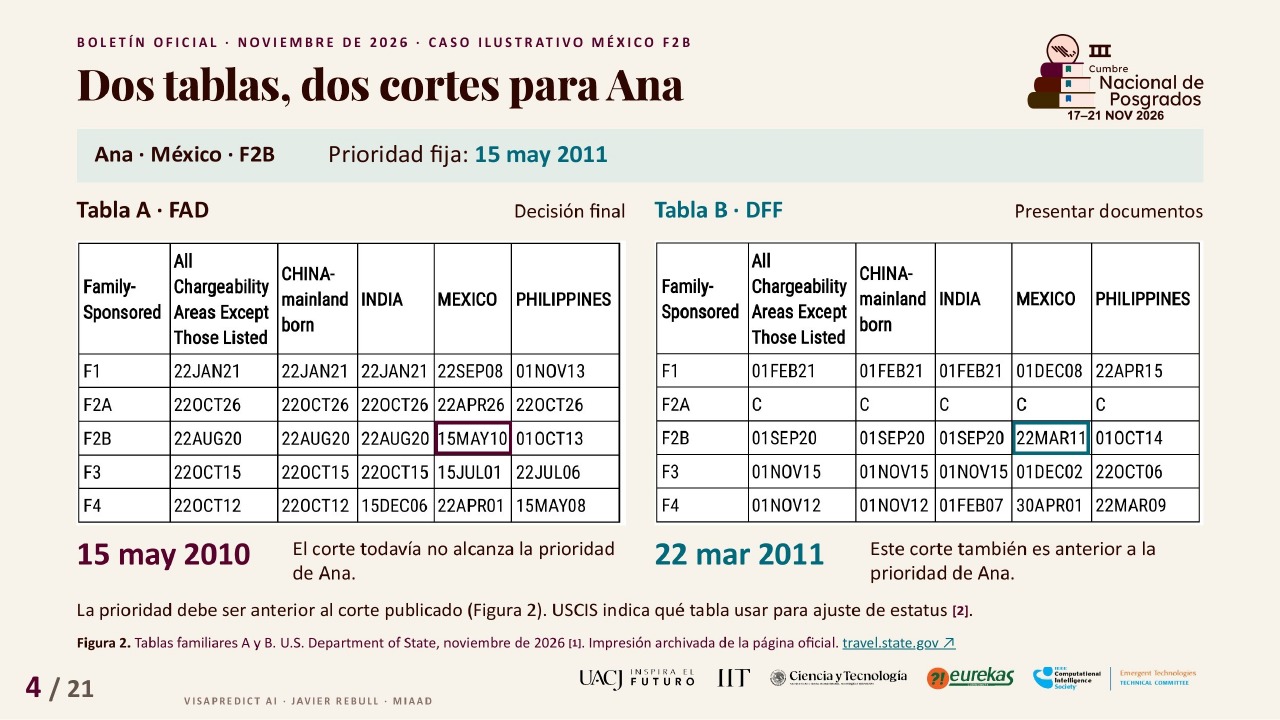 BOLETÍN OFICIAL · NOVIEMBRE DE 2026 · CASO ILUSTRATIVO MÉXICO F2B
Dos tablas, dos cortes para Ana
III
Cumbre
Nacional de
Posgrados
17–21 NOV 2026
Ana · México · F2B Prioridad fija: 15 may 2011
Tabla A · FAD Decisión final
Family-Sponsored | All Chargeability Areas Except Those Listed | CHINA-mainland born | INDIA | MEXICO | PHILIPPINES
F1 | 22JAN21 | 22JAN21 | 22JAN21 | 22SEP08 | 01NOV13
F2A | 22OCT26 | 22OCT26 | 22OCT26 | 22APR26 | 22OCT26
F2B | 22AUG20 | 22AUG20 | 22AUG20 | 15MAY10 | 01OCT13
F3 | 22OCT15 | 22OCT15 | 22OCT15 | 15JUL01 | 22JUL06
F4 | 22OCT12 | 22OCT12 | 15DEC06 | 22APR01 | 15MAY08
15 may 2010
El corte todavía no alcanza la prioridad
de Ana.
Tabla B · DFF Presentar documentos
Family-Sponsored | All Chargeability Areas Except Those Listed | CHINA-mainland born | INDIA | MEXICO | PHILIPPINES
F1 | 01FEB21 | 01FEB21 | 01FEB21 | 01DEC08 | 22APR15
F2A | C | C | C | C | C
F2B | 01SEP20 | 01SEP20 | 01SEP20 | 22MAR11 | 01OCT14
F3 | 01NOV15 | 01NOV15 | 01NOV15 | 01DEC02 | 22OCT06
F4 | 01NOV12 | 01NOV12 | 01FEB07 | 30APR01 | 22MAR09
22 mar 2011
Este corte también es anterior a la
prioridad de Ana.
La prioridad debe ser anterior al corte publicado (Figura 2). USCIS indica qué tabla usar para ajuste de estatus [2].
Figura 2. Tablas familiares A y B. U.S. Department of State, noviembre de 2026 [1]. Impresión archivada de la página oficial. travel.state.gov ↗
4 / 21
VISAPREDICT AI · JAVIER REBULL · MIAAD
UACJ INSPIRA EL FUTURO
IIT
Ciencia y Tecnología
eurekas
IEEE Computational Intelligence Society
Emergent Technologies
TECHNICAL COMMITTEE